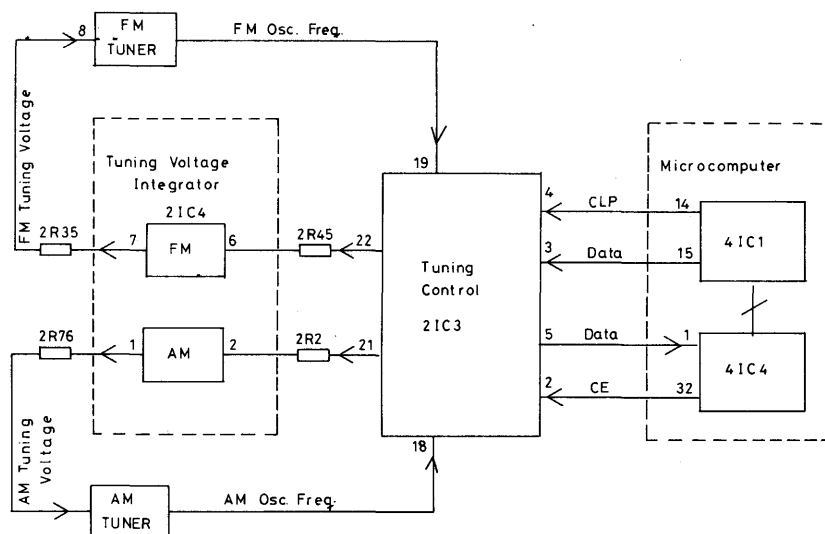 8
FM
TUNER
FM Osc. Freq.
FM Tuning Voltage
Tuning Voltage
Integrator
2IC4
2R35
7
FM
6
2R45
22
2R76
1
AM
2
2R2
21
AM Tuning
Voltage
AM
TUNER
AM Osc. Freq.
19
Tuning
Control
2IC3
18
4
CLP
14
3
Data
15
5
Data
1
2
CE
32
Microcomputer
4IC1
4IC4